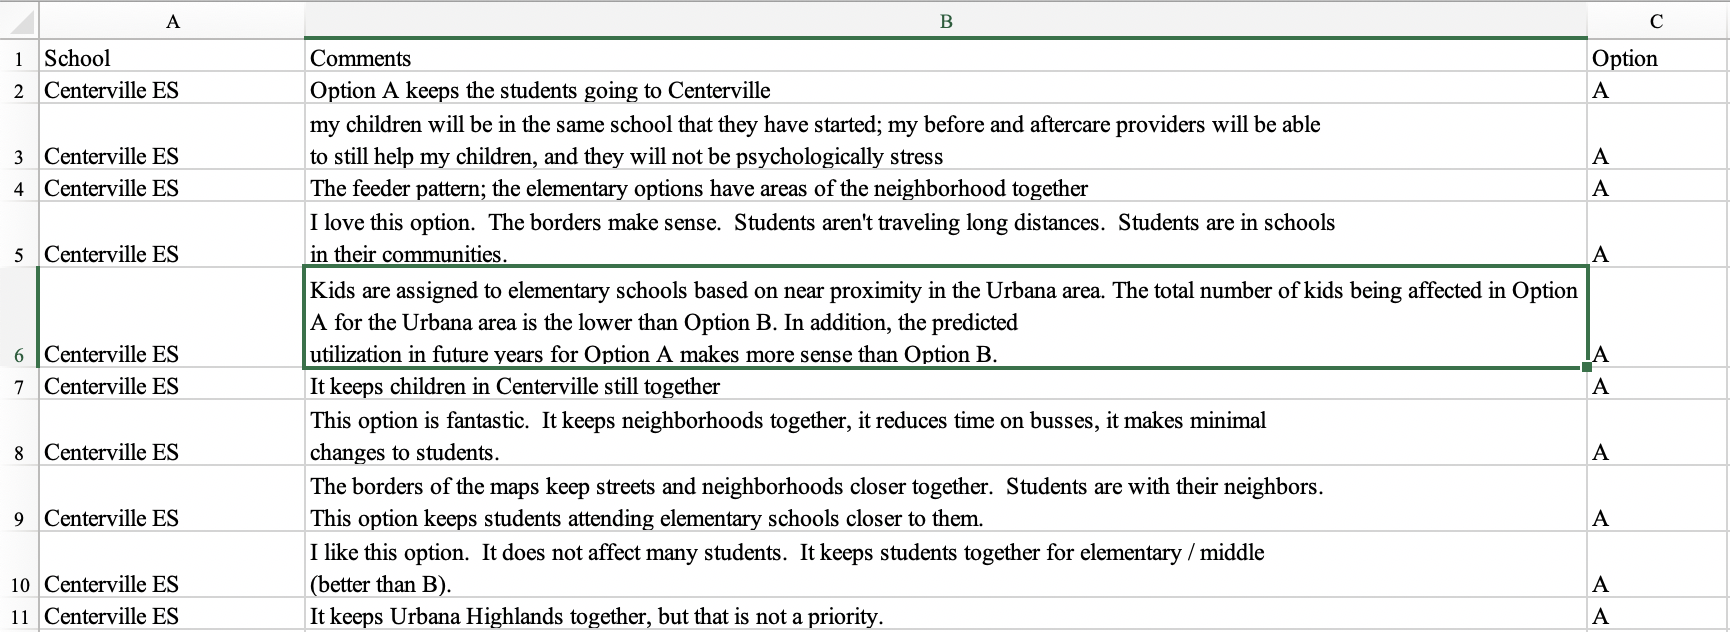 A B C
1 School Comments Option
2 Centerville ES Option A keeps the students going to Centerville A
my children will be in the same school that they have started; my before and aftercare providers will be able
3 Centerville ES to still help my children, and they will not be psychologically stress A
4 Centerville ES The feeder pattern; the elementary options have areas of the neighborhood together A
I love this option.  The borders make sense.  Students aren't traveling long distances.  Students are in schools
5 Centerville ES in their communities. A
Kids are assigned to elementary schools based on near proximity in the Urbana area. The total number of kids being affected in Option
A for the Urbana area is the lower than Option B. In addition, the predicted
6 Centerville ES utilization in future years for Option A makes more sense than Option B. A
7 Centerville ES It keeps children in Centerville still together A
This option is fantastic.  It keeps neighborhoods together, it reduces time on busses, it makes minimal
8 Centerville ES changes to students. A
The borders of the maps keep streets and neighborhoods closer together.  Students are with their neighbors.
9 Centerville ES This option keeps students attending elementary schools closer to them. A
I like this option.  It does not affect many students.  It keeps students together for elementary / middle
10 Centerville ES (better than B). A
11 Centerville ES It keeps Urbana Highlands together, but that is not a priority. A